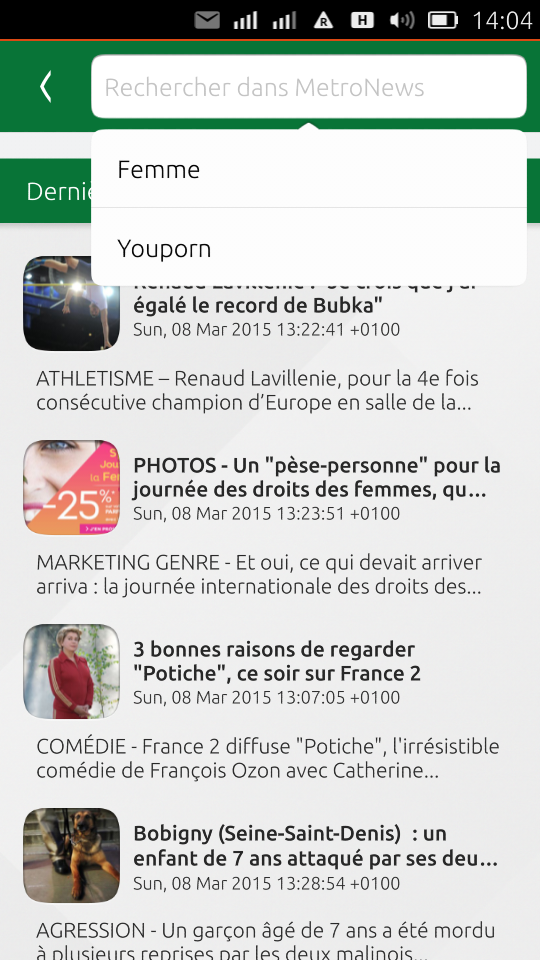 R H 14:04
Rechercher dans MetroNews
Femme
Dernie
Youporn
égalé le record de Bubka"
Sun, 08 Mar 2015 13:22:41 +0100
ATHLETISME – Renaud Lavillenie, pour la 4e fois
consécutive champion d’Europe en salle de la...
-25%*
PHOTOS - Un "pèse-personne" pour la
journée des droits des femmes, qu...
Sun, 08 Mar 2015 13:23:51 +0100
MARKETING GENRE - Et oui, ce qui devait arriver
arriva : la journée internationale des droits des...
3 bonnes raisons de regarder
"Potiche", ce soir sur France 2
Sun, 08 Mar 2015 13:07:05 +0100
COMÉDIE - France 2 diffuse "Potiche", l'irrésistible
comédie de François Ozon avec Catherine...
Bobigny (Seine-Saint-Denis) : un
enfant de 7 ans attaqué par ses deu...
Sun, 08 Mar 2015 13:28:54 +0100
AGRESSION - Un garçon âgé de 7 ans a été mordu
à plusieurs reprises par les deux malinois...